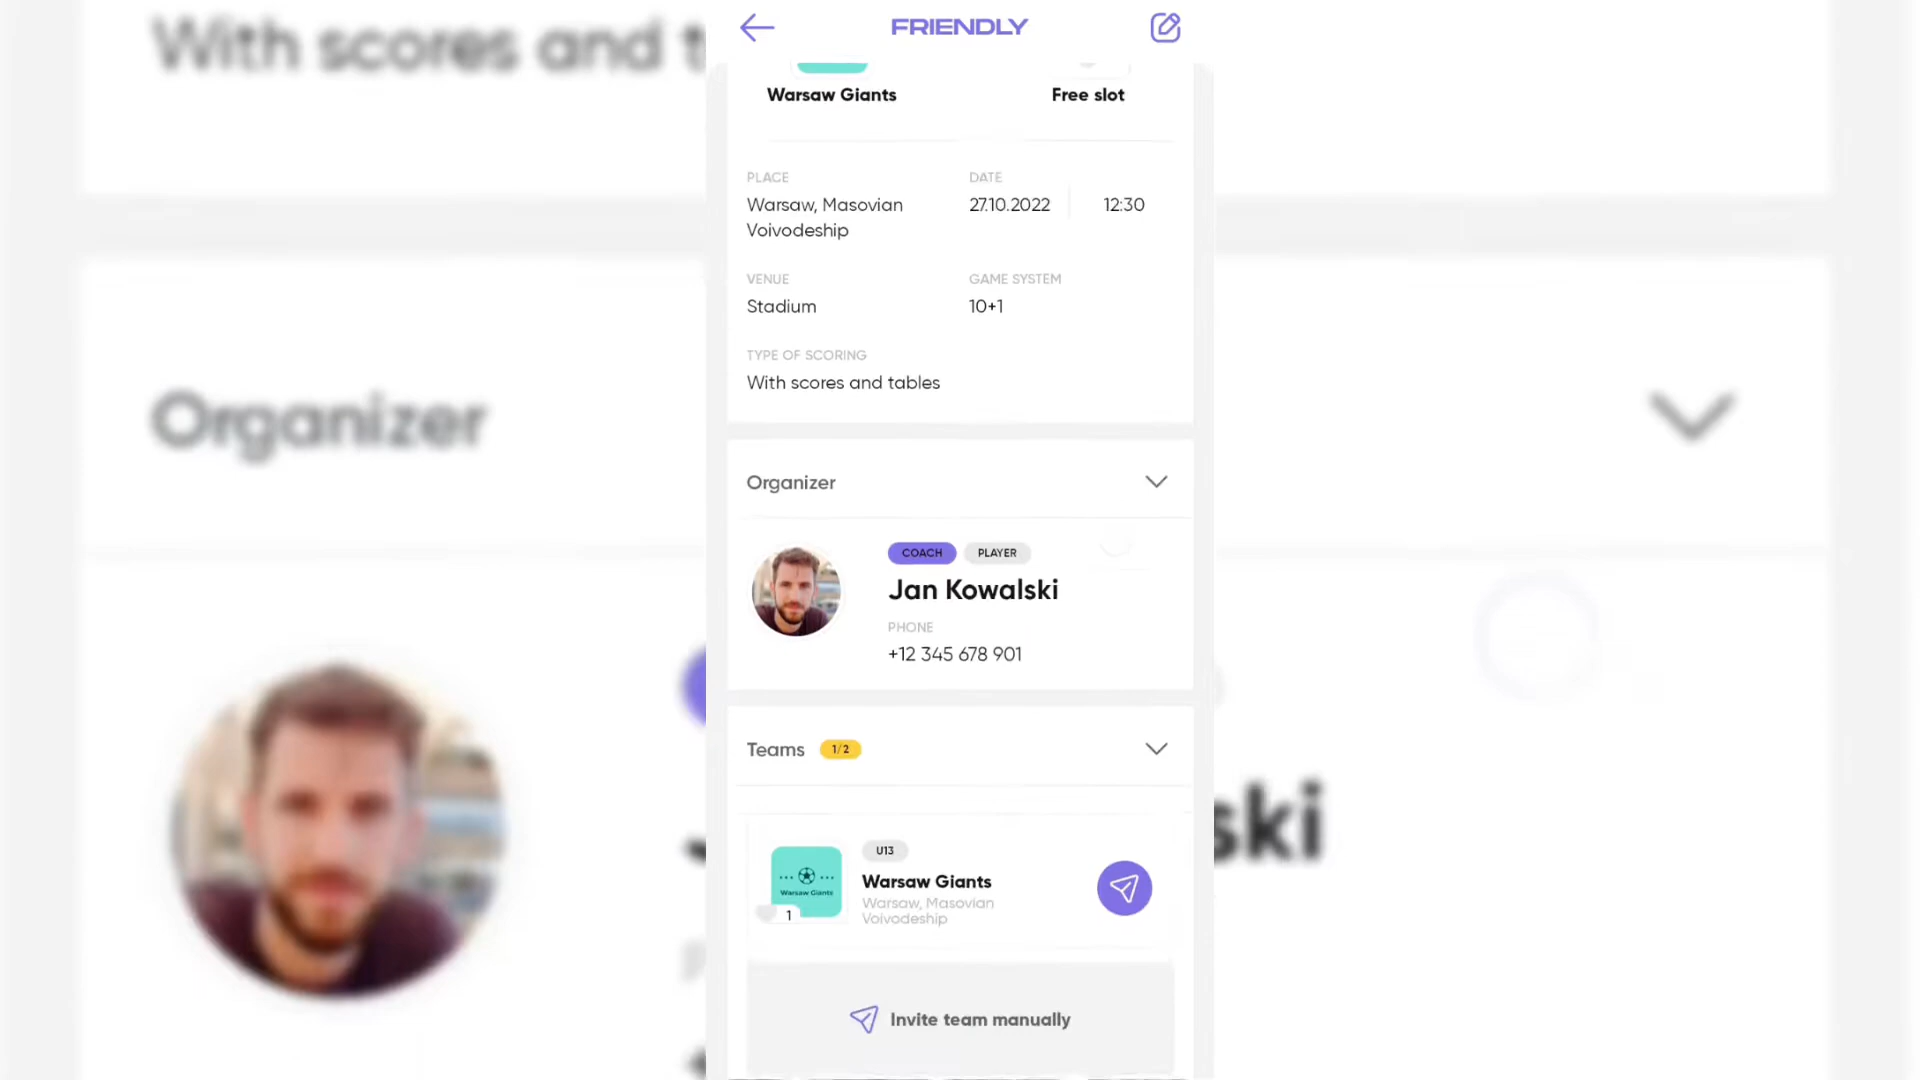 With scores and t
FRIENDLY
Warsaw Giants
Free slot
PLACE
DATE
Warsaw, Masovian
Voivodeship
27.10.2022
12:30
VENUE
GAME SYSTEM
Stadium
10+1
TYPE OF SCORING
With scores and tables
Organizer
Organizer
COACH
PLAYER
Jan Kowalski
PHONE
+12 345 678 901
ski
Teams
1/2
U13
Warsaw Giants
Warsaw Giants
Warsaw, Masovian
Voivodeship
1
Invite team manually